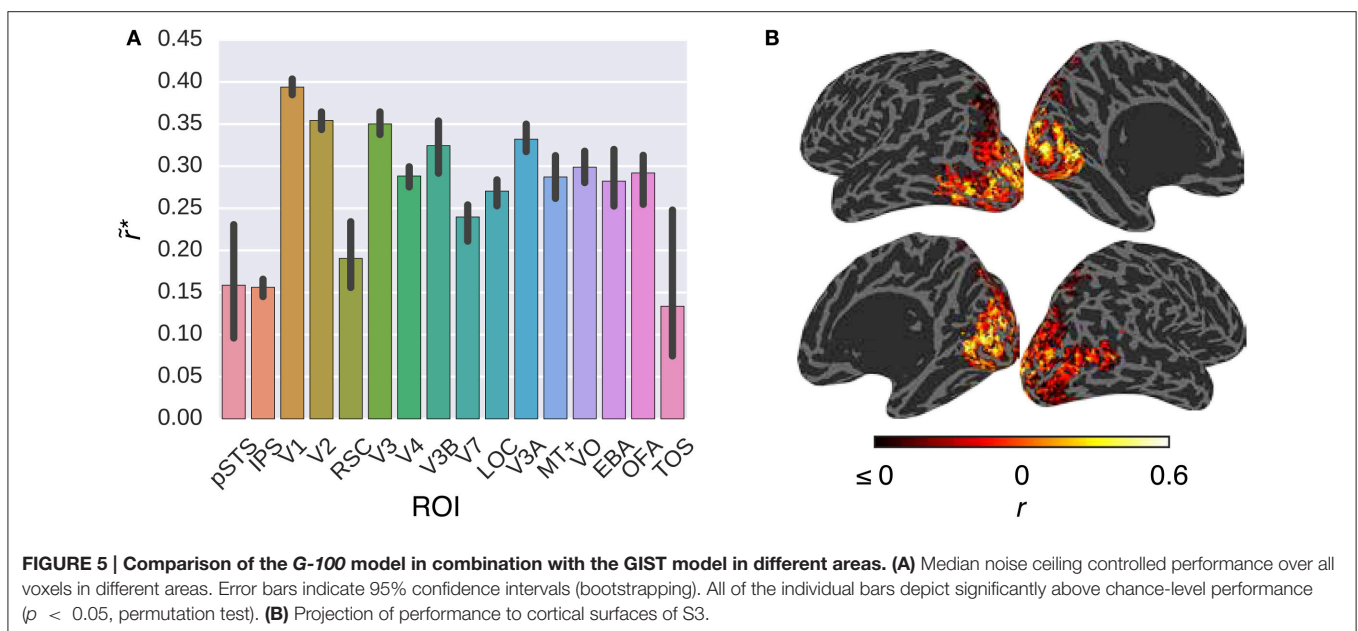 A
B
0.45
0.40
0.35
0.30
0.25
0.20
0.15
0.10
0.05
0.00
r̃*
pSTS IPS V1 V2 RSC V3 V4 V3B V7 LOC V3A MT+ VO EBA OFA TOS
ROI
≤ 0 0 0.6
r
FIGURE 5 | Comparison of the G-100 model in combination with the GIST model in different areas. (A) Median noise ceiling controlled performance over all
voxels in different areas. Error bars indicate 95% confidence intervals (bootstrapping). All of the individual bars depict significantly above chance-level performance
(p < 0.05, permutation test). (B) Projection of performance to cortical surfaces of S3.